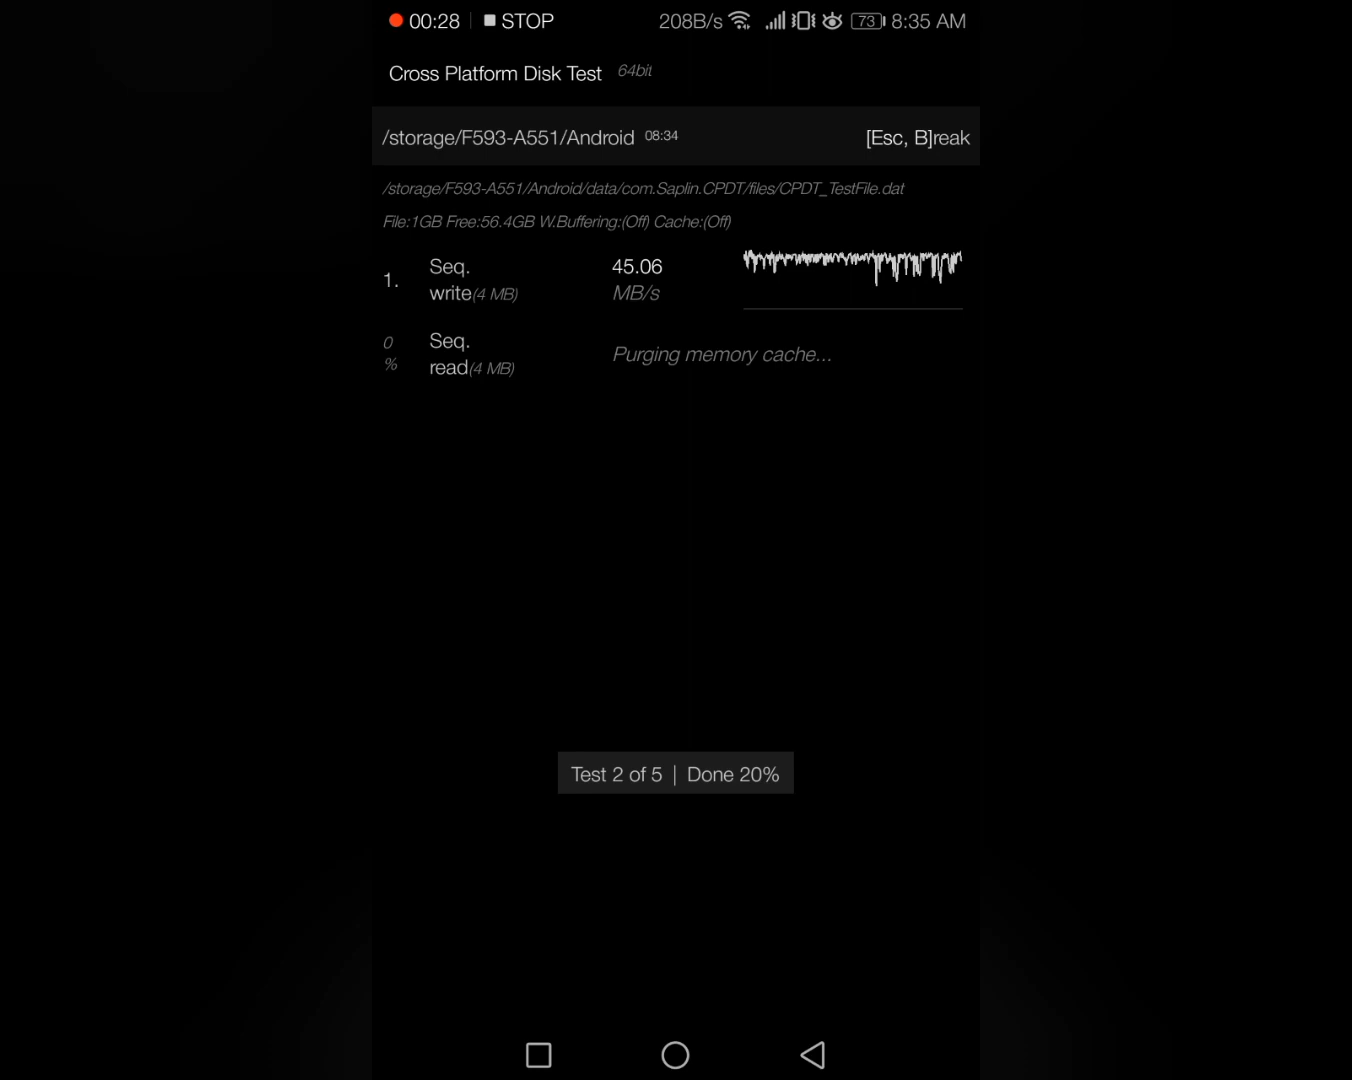 00:28 | STOP 208B/s 73 8:35 AM
Cross Platform Disk Test 64bit
/storage/F593-A551/Android 08:34 [Esc, B]reak
/storage/F593-A551/Android/data/com.Saplin.CPDT/files/CPDT_TestFile.dat
File:1GB Free:56.4GB W.Buffering:(Off) Cache:(Off)
1. Seq. write(4 MB) 45.06 MB/s
0 % Seq. read(4 MB) Purging memory cache...
Test 2 of 5 | Done 20%